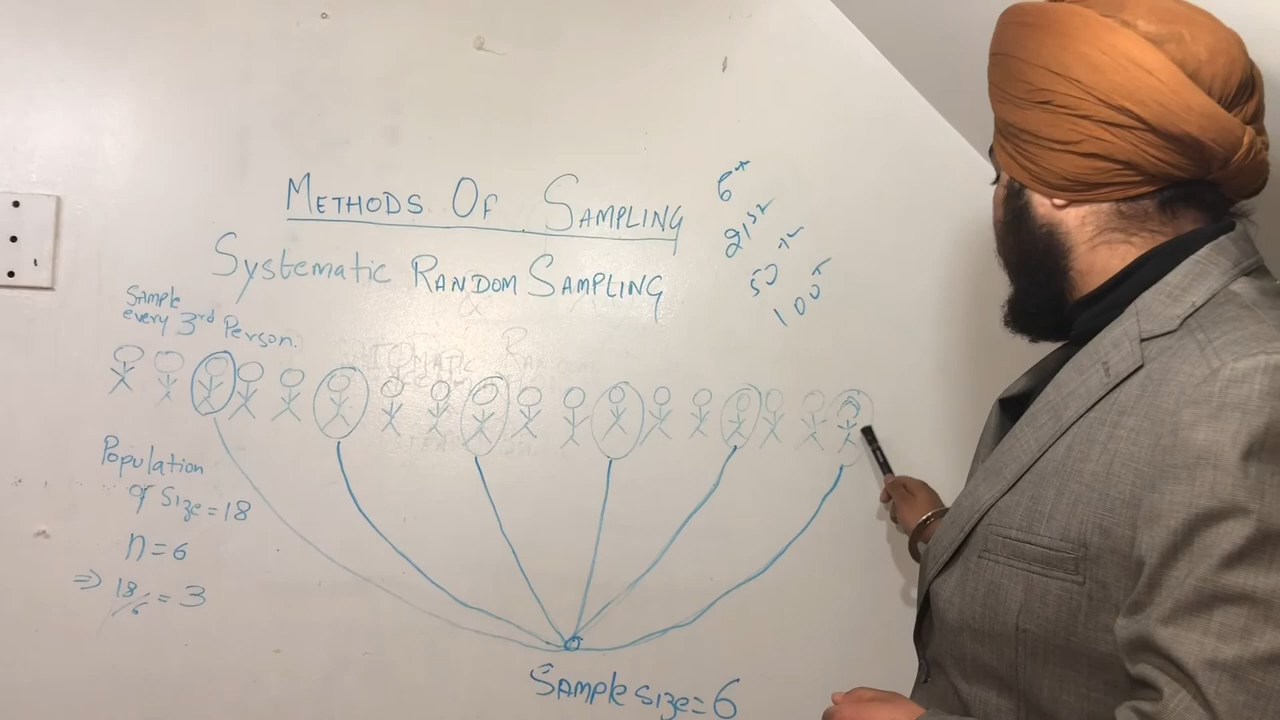 METHODS OF SAMPLING
Systematic RANDOM SAMPLING
6th
21st
50th
100th
Sample
every 3rd Person.
Population
of size = 18
n = 6
⇒ 18/6 = 3
SAMPLE SIZE = 6